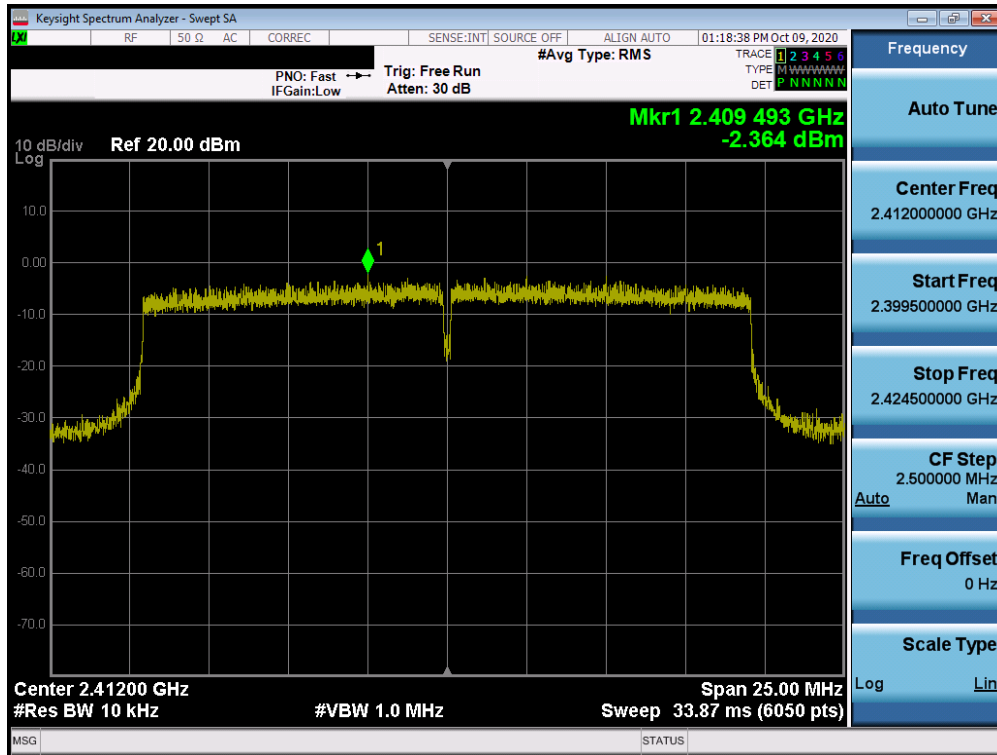 Keysight Spectrum Analyzer - Swept SA
LXI RF 50 Ω AC CORREC SENSE:INT SOURCE OFF ALIGN AUTO 01:18:38 PM Oct 09, 2020
#Avg Type: RMS
TRACE 1 2 3 4 5 6
TYPE M WWWWW
DET P N N N N N
PNO: Fast
IFGain:Low
Trig: Free Run
Atten: 30 dB
Mkr1 2.409 493 GHz
-2.364 dBm
10 dB/div Ref 20.00 dBm
Log
10.0
0.00
-10.0
-20.0
-30.0
-40.0
-50.0
-60.0
-70.0
1
Center 2.41200 GHz Span 25.00 MHz
#Res BW 10 kHz #VBW 1.0 MHz Sweep 33.87 ms (6050 pts)
MSG STATUS
Frequency
Auto Tune
Center Freq
2.412000000 GHz
Start Freq
2.399500000 GHz
Stop Freq
2.424500000 GHz
CF Step
2.500000 MHz
Auto Man
Freq Offset
0 Hz
Scale Type
Log Lin